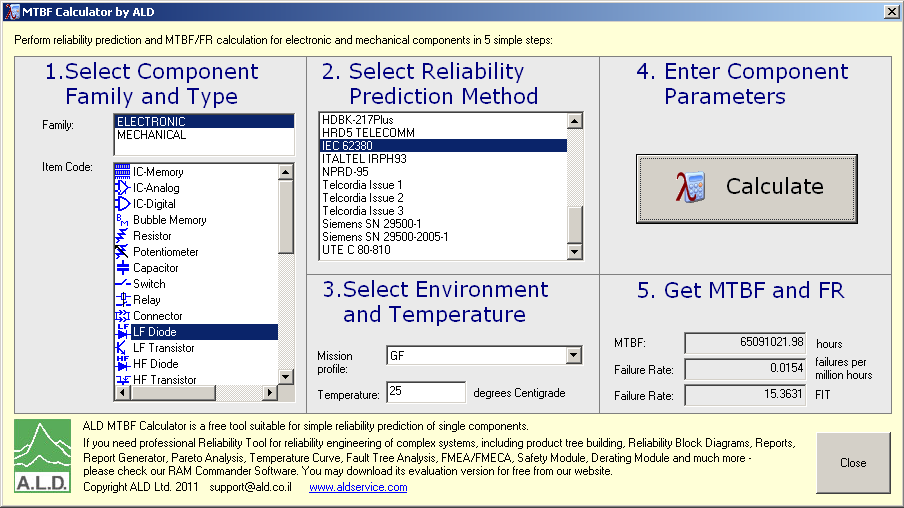 MTBF Calculator by ALD
Perform reliability prediction and MTBF/FR calculation for electronic and mechanical components in 5 simple steps:
1.Select Component
Family and Type
Family:
ELECTRONIC
MECHANICAL
Item Code:
IC-Memory
IC-Analog
IC-Digital
Bubble Memory
Resistor
Potentiometer
Capacitor
Switch
Relay
Connector
LF Diode
LF Transistor
HF Diode
HF Transistor
2. Select Reliability
Prediction Method
HDBK-217Plus
HRD5 TELECOMM
IEC 62380
ITALTEL IRPH93
NPRD-95
Telcordia Issue 1
Telcordia Issue 2
Telcordia Issue 3
Siemens SN 29500-1
Siemens SN 29500-2005-1
UTE C 80-810
3.Select Environment
and Temperature
Mission
profile:
GF
Temperature: 25 degrees Centigrade
4. Enter Component
Parameters
λ Calculate
5. Get MTBF and FR
MTBF: 65091021.98 hours
Failure Rate: 0.0154 failures per
million hours
Failure Rate: 15.3631 FIT
A.L.D.
ALD MTBF Calculator is a free tool suitable for simple reliability prediction of single components.
If you need professional Reliability Tool for reliability engineering of complex systems, including product tree building, Reliability Block Diagrams, Reports,
Report Generator, Pareto Analysis, Temperature Curve, Fault Tree Analysis, FMEA/FMECA, Safety Module, Derating Module and much more -
please check our RAM Commander Software. You may download its evaluation version for free from our website.
Copyright ALD Ltd. 2011 support@ald.co.il www.aldservice.com
Close